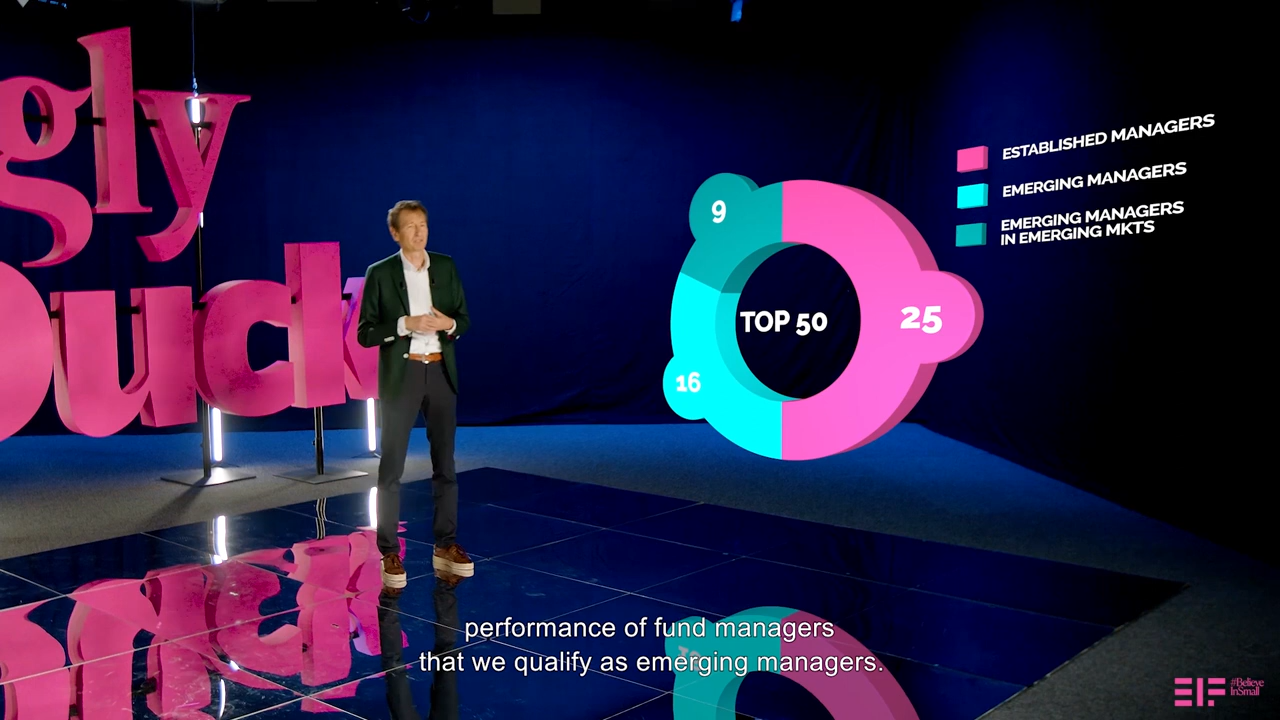 gly
Duck
ESTABLISHED MANAGERS
EMERGING MANAGERS
EMERGING MANAGERS
IN EMERGING MKTS
9
TOP 50
25
16
performance of fund managers
that we qualify as emerging managers.
EIF
#Believe
InSmall